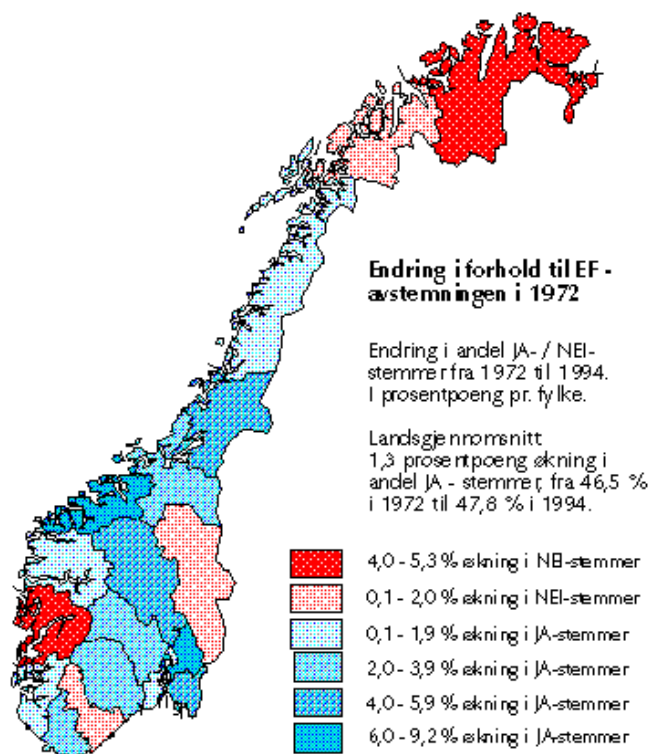 Endring i forhold til EF -
avstemningen i 1972
Endring i andel JA- / NEI-
stemmer fra 1972 til 1994.
I prosentpoeng pr. fylke.
Landsgjennomsnitt
1,3 prosentpoeng økning i
andel JA - stemmer, fra 46,5 %
i 1972 til 47,8 % i 1994.
4,0 - 5,3 % økning i NEI-stemmer
0,1 - 2,0 % økning i NEI-stemmer
0,1 - 1,9 % økning i JA-stemmer
2,0 - 3,9 % økning i JA-stemmer
4,0 - 5,9 % økning i JA-stemmer
6,0 - 9,2 % økning i JA-stemmer